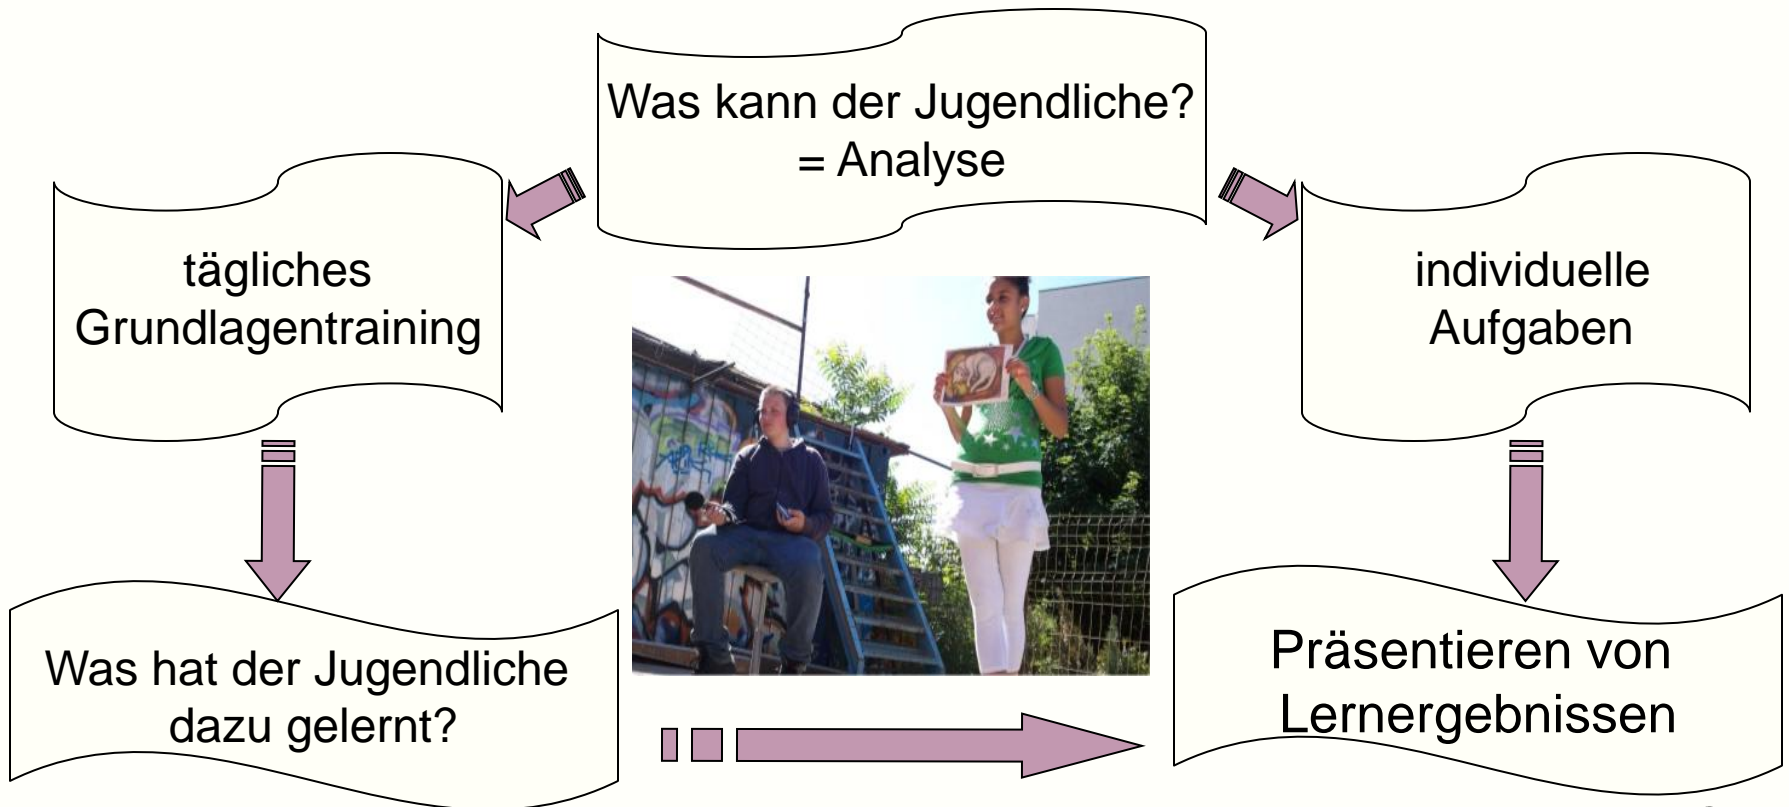 Was kann der Jugendliche?
= Analyse
tägliches
Grundlagentraining
individuelle
Aufgaben
Was hat der Jugendliche
dazu gelernt?
Präsentieren von
Lernergebnissen